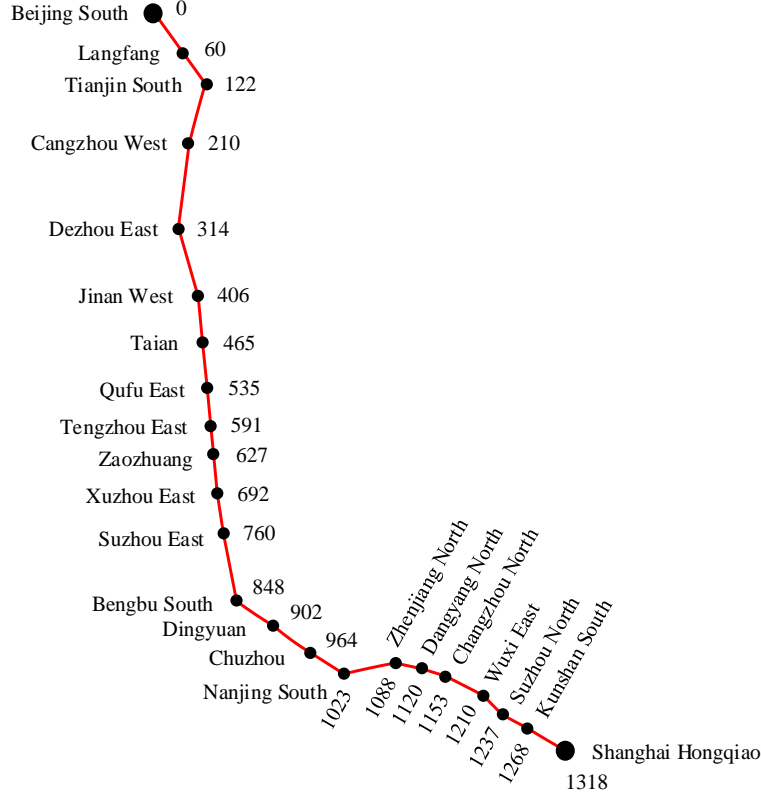 Beijing South 0
Langfang 60
Tianjin South 122
Cangzhou West 210
Dezhou East 314
Jinan West 406
Taian 465
Qufu East 535
Tengzhou East 591
Zaozhuang 627
Xuzhou East 692
Suzhou East 760
Bengbu South 848
Dingyuan 902
Chuzhou 964
Nanjing South 1023
Zhenjiang North 1088
Dangyang North 1120
Changzhou North 1153
Wuxi East 1210
Suzhou North 1237
Kunshan South 1268
Shanghai Hongqiao 1318